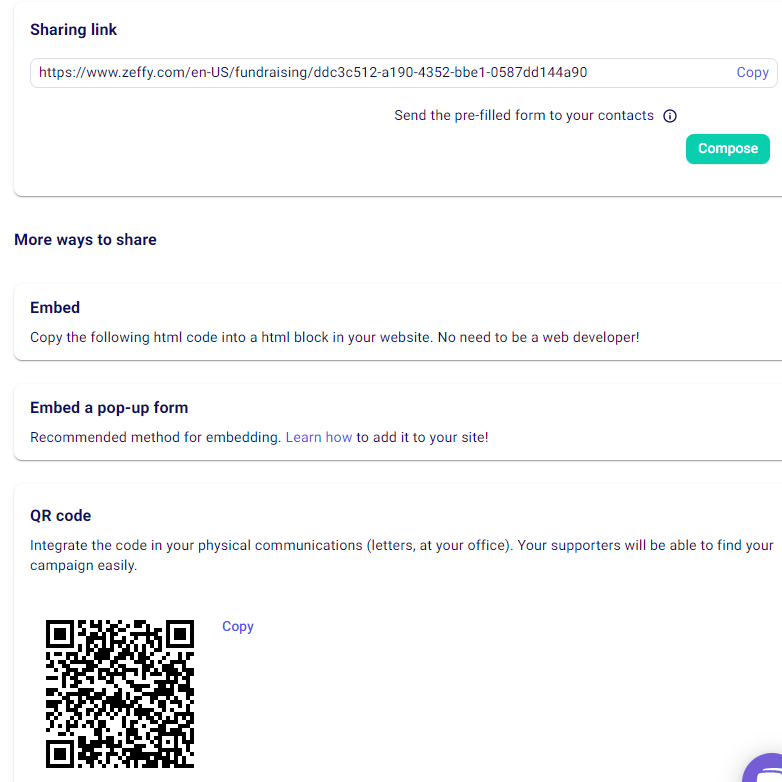 Sharing link
https://www.zeffy.com/en-US/fundraising/ddc3c512-a190-4352-bbe1-0587dd144a90
Copy
Send the pre-filled form to your contacts
Compose
More ways to share
Embed
Copy the following html code into a html block in your website. No need to be a web developer!
Embed a pop-up form
Recommended method for embedding. Learn how to add it to your site!
QR code
Integrate the code in your physical communications (letters, at your office). Your supporters will be able to find your
campaign easily.
Copy